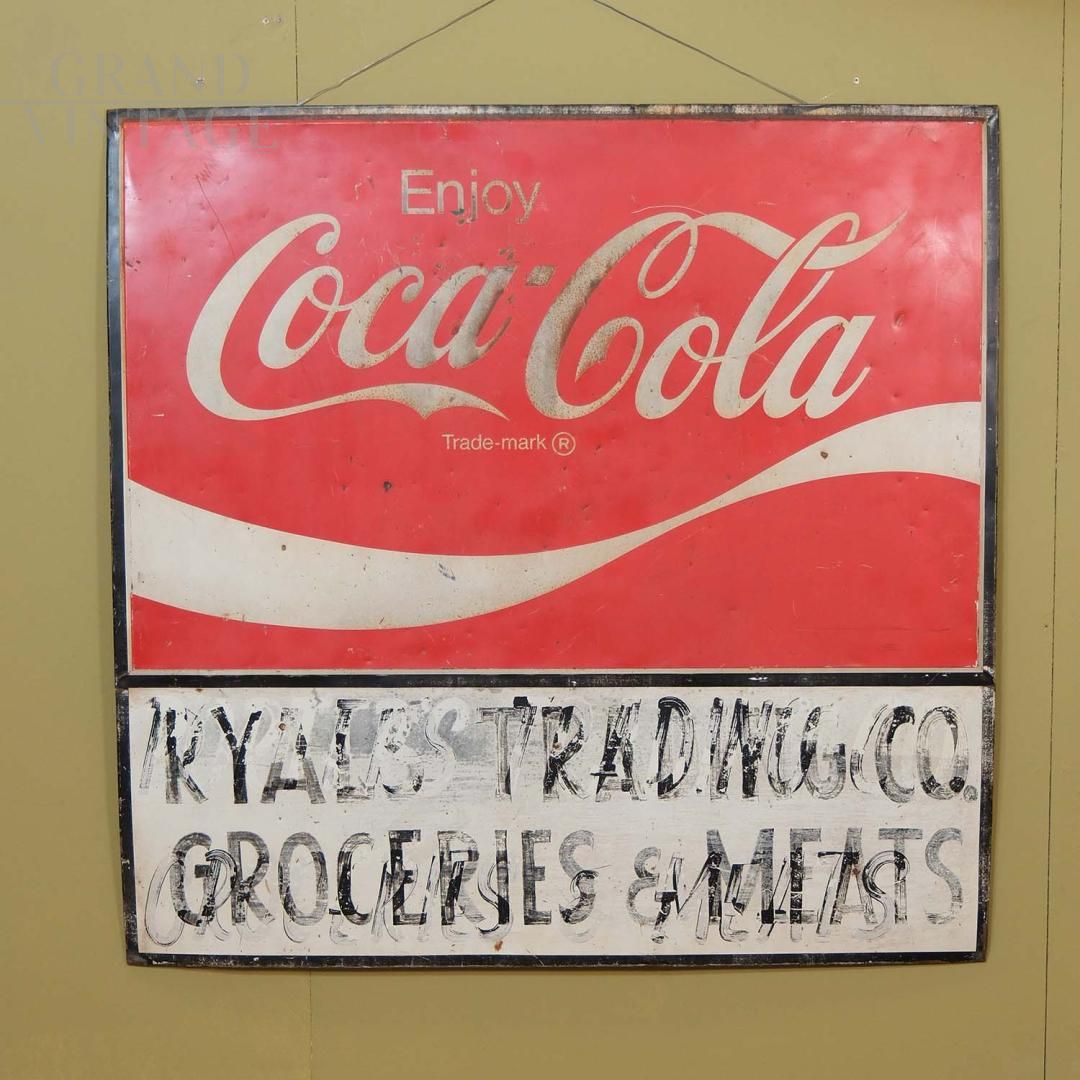 GRAND
VINTAGE
Enjoy
Coca-Cola
Trade-mark ®
RYALS TRADING CO.
GROCERIES & MEATS